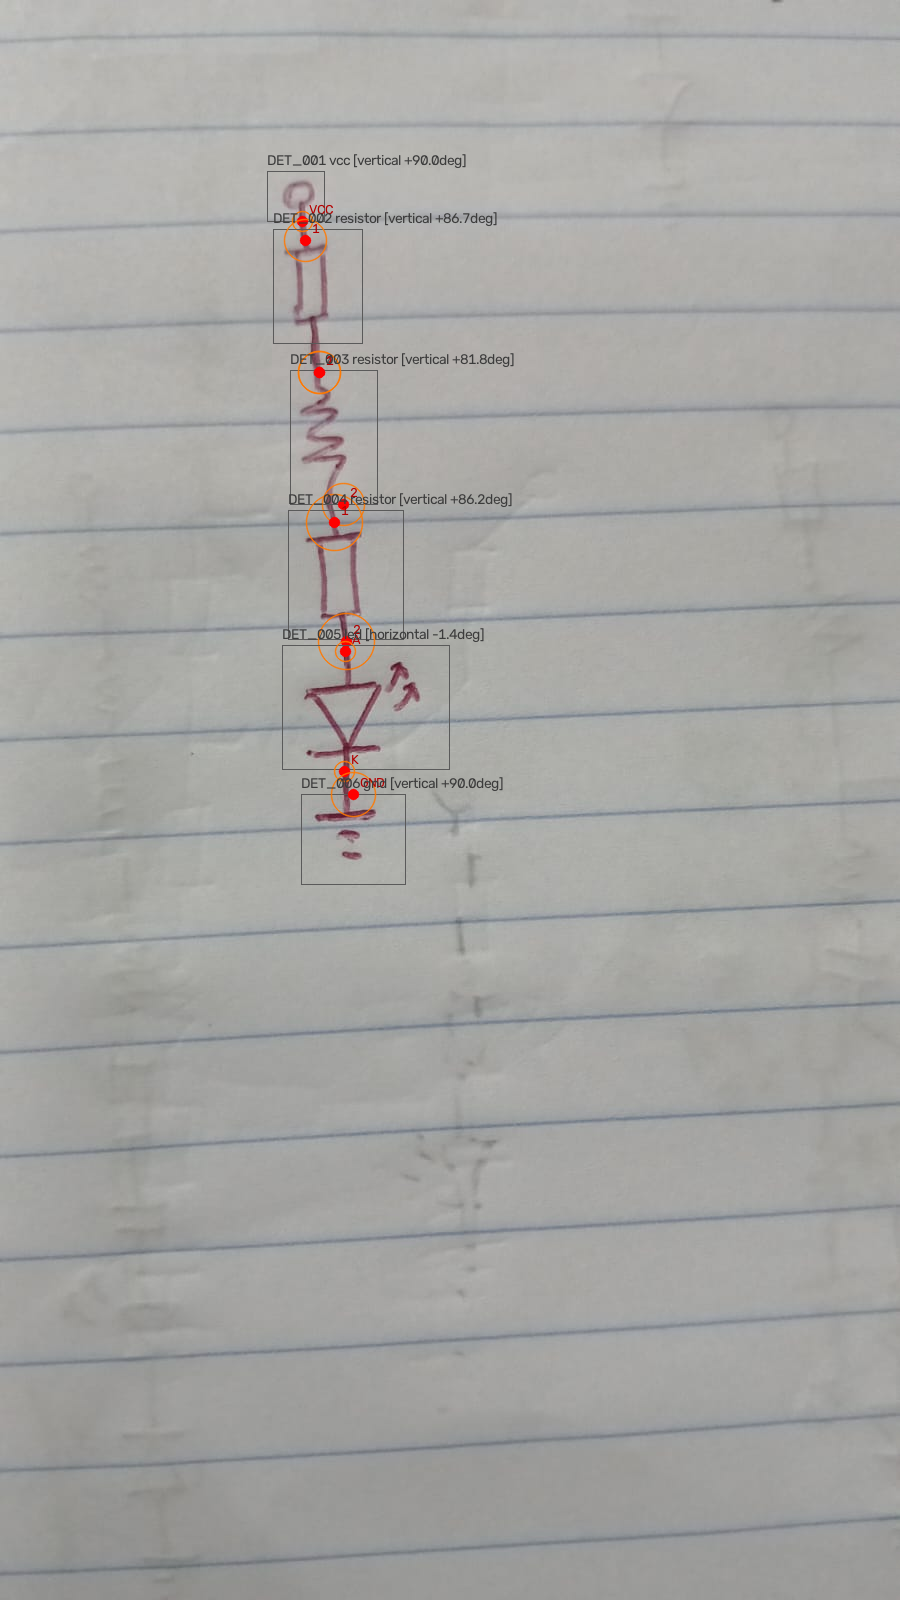 DET_001 vcc [vertical +90.0deg]
VCC
DET_002 resistor [vertical +86.7deg]
1
DET_003 resistor [vertical +81.8deg]
2
DET_004 resistor [vertical +86.2deg]
1
2
DET_005 led [horizontal -1.4deg]
A
K
DET_006 gnd [vertical +90.0deg]
GND